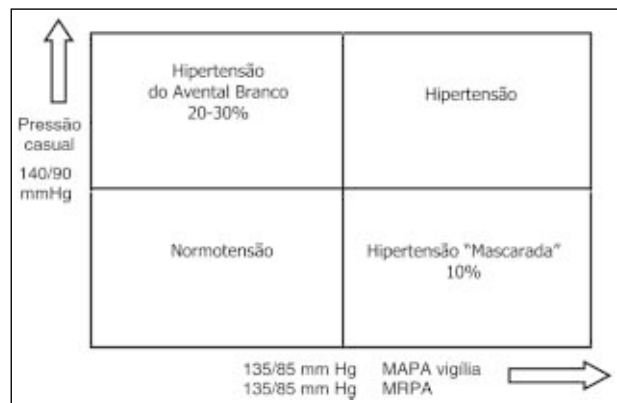 Hipertensão
do Avental Branco
20-30%
Hipertensão
Pressão
casual
140/90
mmHg
Normotensão
Hipertensão “Mascarada”
10%
135/85 mm Hg MAPA vigília
135/85 mm Hg MRPA